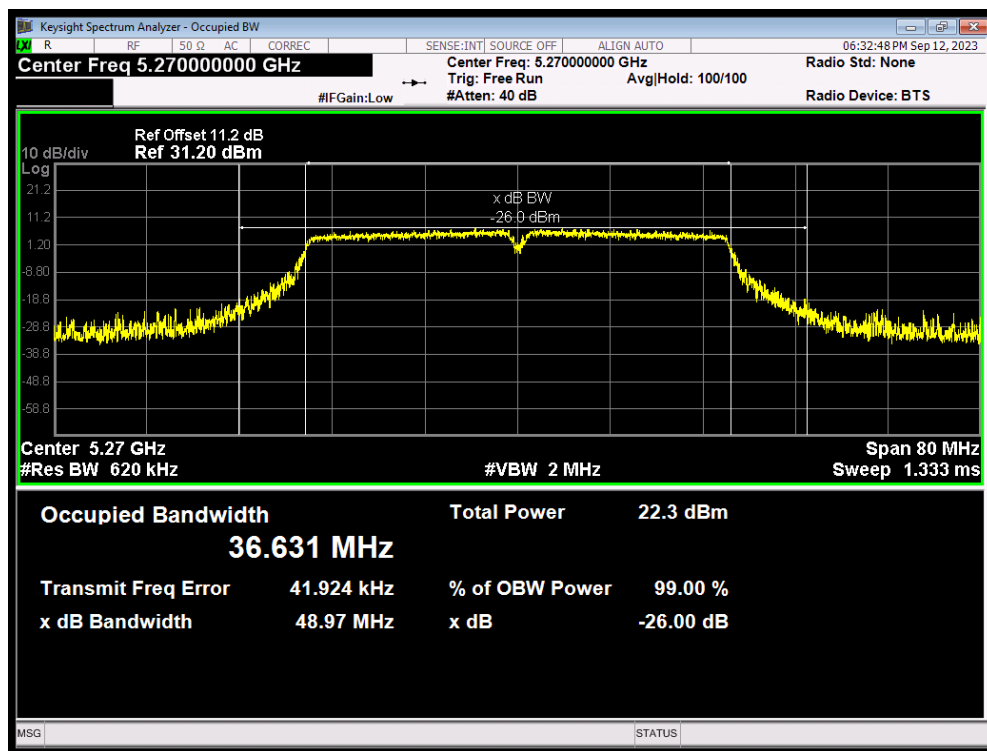 Keysight Spectrum Analyzer - Occupied BW
LXI R RF 50 Ω AC CORREC SENSE:INT SOURCE OFF ALIGN AUTO 06:32:48 PM Sep 12, 2023
Center Freq 5.270000000 GHz Center Freq: 5.270000000 GHz Radio Std: None
Trig: Free Run Avg|Hold: 100/100
#IFGain:Low #Atten: 40 dB Radio Device: BTS
Ref Offset 11.2 dB
10 dB/div Ref 31.20 dBm
Log
21.2
x dB BW
11.2
-26.0 dBm
1.20
-8.80
-18.8
-28.8
-38.8
-48.8
-58.8
Center 5.27 GHz Span 80 MHz
#Res BW 620 kHz #VBW 2 MHz Sweep 1.333 ms
Occupied Bandwidth Total Power 22.3 dBm
36.631 MHz
Transmit Freq Error 41.924 kHz % of OBW Power 99.00 %
x dB Bandwidth 48.97 MHz x dB -26.00 dB
MSG STATUS